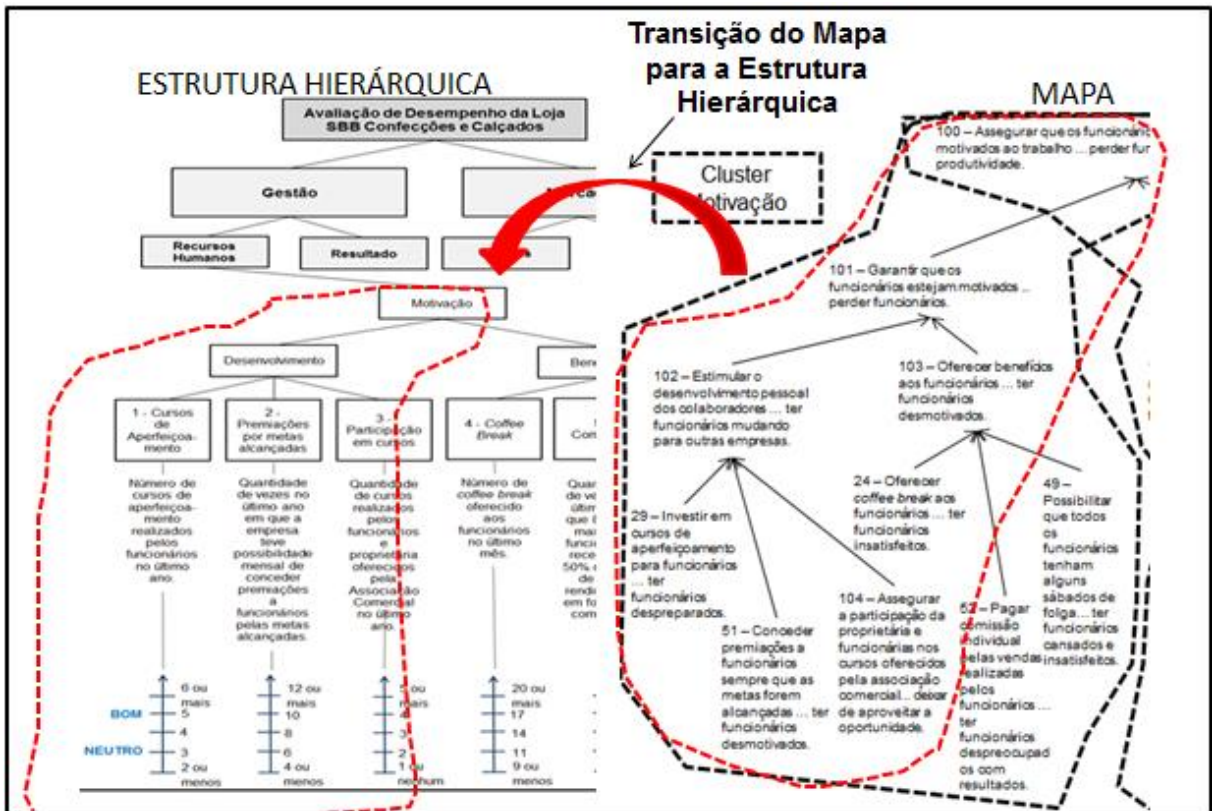 Transição do Mapa
para a Estrutura
Hierárquica
ESTRUTURA HIERÁRQUICA
Avaliação de Desempenho da Loja
SBB Confecções e Calçados
Gestão
Recursos
Humanos
Resultado
Motivação
Desenvolvimento
1 - Cursos
de
Aperfeiçoa-
mento
2 -
Premiações
por metas
alcançadas
3 -
Participação
em cursos
4 - Coffee
Break
Número de
cursos de
aperfeiçoa-
mento
realizados
pelos
funcionários
no último
ano.
Quantidade
de vezes no
último ano
em que a
empresa
teve
possibilidade
mensal de
conceder
premiações
a
funcionários
pelas metas
alcançadas.
Quantidade
de cursos
realizados
pelos
funcionários
e
proprietária
oferecidos
pela
Associação
Comercial
no último
ano.
Número de
coffee break
oferecido
aos
funcionários
no último
mês.
BOM
NEUTRO
6 ou
mais
5
4
3
2 ou
menos
12 ou
mais
10
8
6
4 ou
menos
5 ou
mais
4
3
2
1 ou
nenhum
20 ou
mais
17
14
11
9 ou
menos
MAPA
Cluster
Motivação
100 – Assegurar que os
motivados ao trabalho ... perder
produtividade.
101 – Garantir que os
funcionários estejam motivados ...
perder funcionários.
102 – Estimular o
desenvolvimento pessoal
dos colaboradores ... ter
funcionários mudando
para outras empresas.
103 – Oferecer benefícios
aos funcionários ... ter
funcionários
desmotivados.
29 – Investir em
cursos de
aperfeiçoamento
para funcionários
... ter
funcionários
despreparados.
51 – Conceder
premiações a
funcionários
sempre que as
metas forem
alcançadas ... ter
funcionários
desmotivados.
104 – Assegurar
a participação da
proprietária e
funcionárias nos
cursos oferecidos
pela associação
comercial... deixar
de aproveitar a
oportunidade.
24 – Oferecer
coffee break aos
funcionários ... ter
funcionários
insatisfeitos.
52 – Pagar
comissão
individual
pelas vendas
realizadas
pelos
funcionários ...
ter
funcionários
despreocupad
os com
resultados.
49 –
Possibilitar
que todos
os
funcionários
tenham
alguns
sábados de
folga... ter
funcionários
cansados e
insatisfeitos.